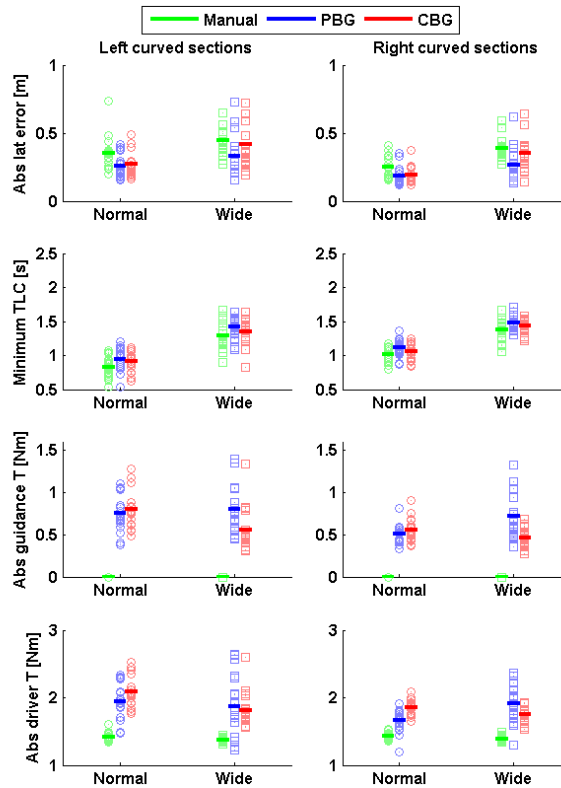 Manual PBG CBG
Left curved sections Right curved sections
Abs lat error [m]
1
0.5
0
Normal Wide
1
0.5
0
Normal Wide
Minimum TLC [s]
2.5
2
1.5
1
0.5
Normal Wide
2.5
2
1.5
1
0.5
Normal Wide
Abs guidance T [Nm]
1.5
1
0.5
0
Normal Wide
1.5
1
0.5
0
Normal Wide
Abs driver T [Nm]
3
2
1
Normal Wide
3
2
1
Normal Wide